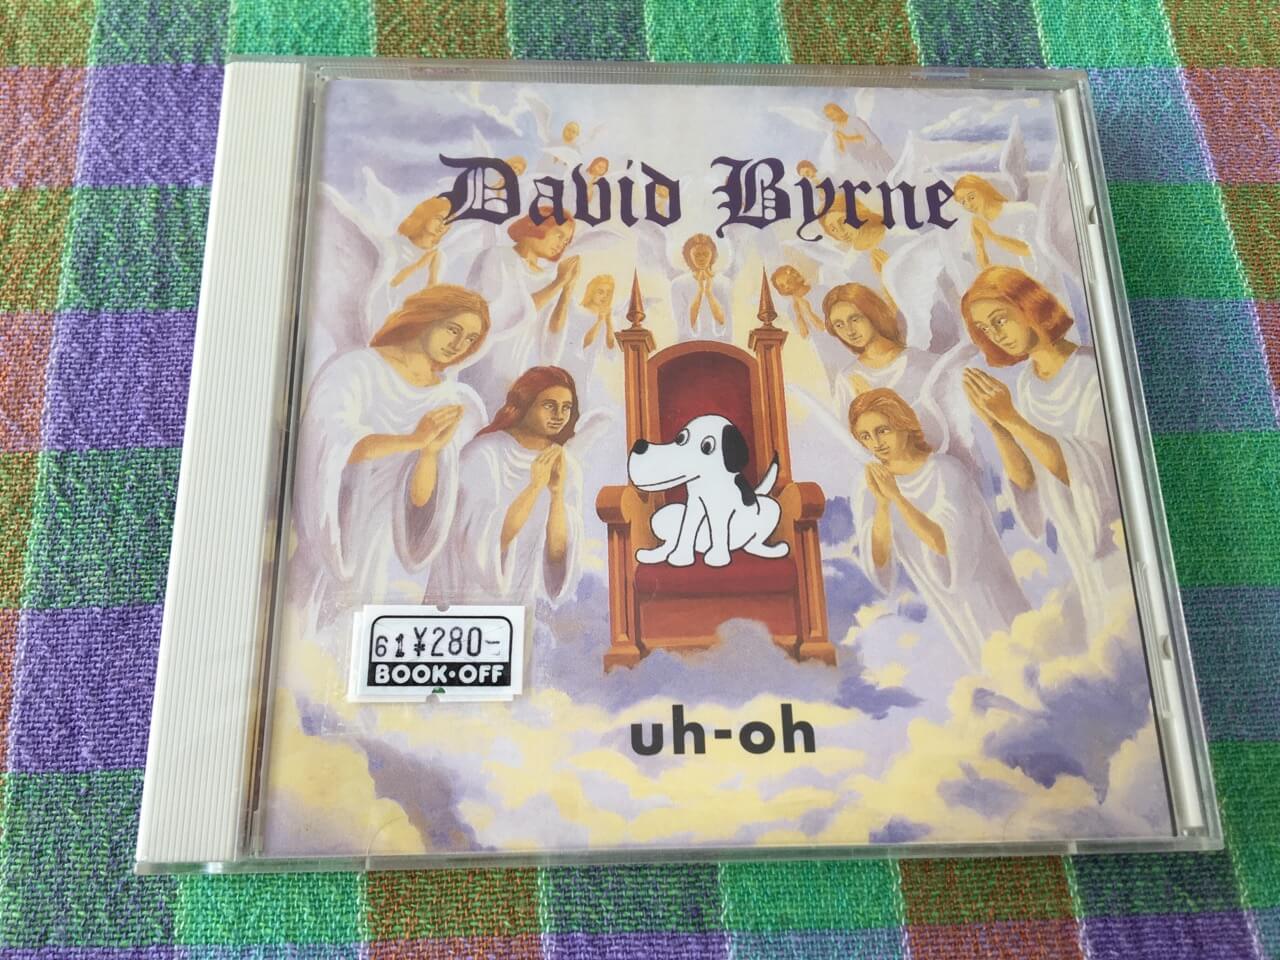 David Byrne
61¥280-
BOOK·OFF
uh-oh